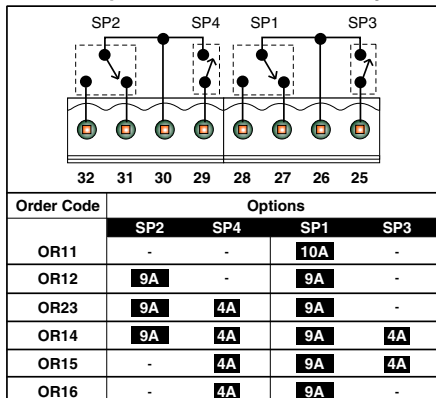 SP2 SP4 SP1 SP3
32 31 30 29 28 27 26 25
Order Code Options
SP2 SP4 SP1 SP3
OR11 - - 10A -
OR12 9A - 9A -
OR23 9A 4A 9A -
OR14 9A 4A 9A 4A
OR15 - 4A 9A 4A
OR16 - 4A 9A -